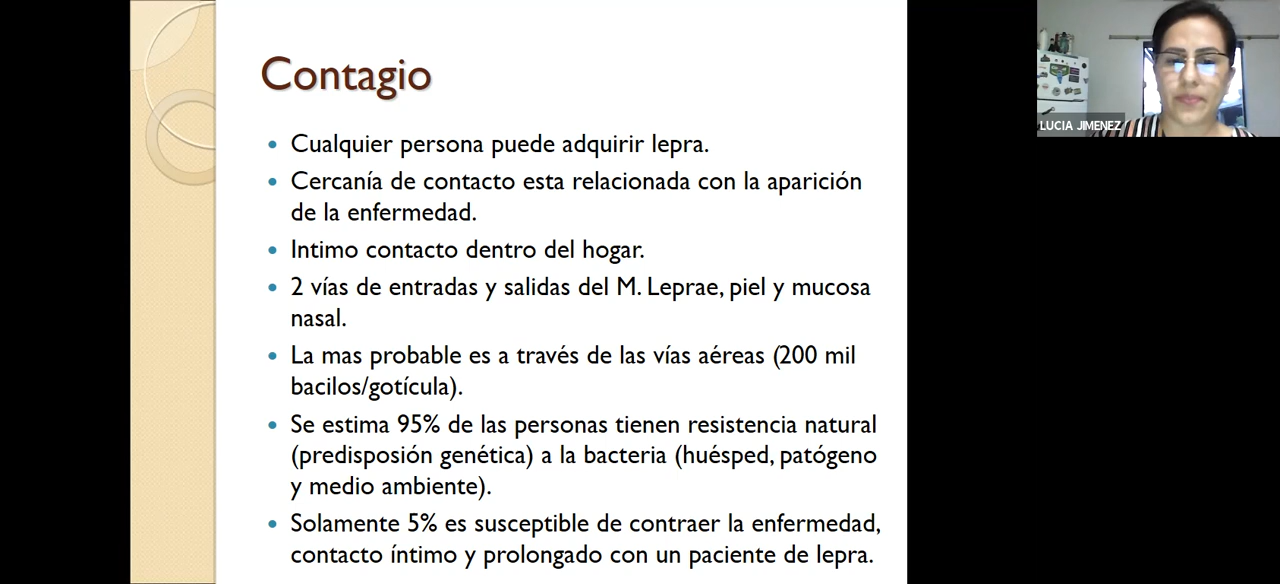 Contagio
LUCIA JIMENEZ
• Cualquier persona puede adquirir lepra.
• Cercanía de contacto esta relacionada con la aparición
de la enfermedad.
• Intimo contacto dentro del hogar.
• 2 vías de entradas y salidas del M. Leprae, piel y mucosa
nasal.
• La mas probable es a través de las vías aéreas (200 mil
bacilos/gotícula).
• Se estima 95% de las personas tienen resistencia natural
(predisposión genética) a la bacteria (huésped, patógeno
y medio ambiente).
• Solamente 5% es susceptible de contraer la enfermedad,
contacto íntimo y prolongado con un paciente de lepra.